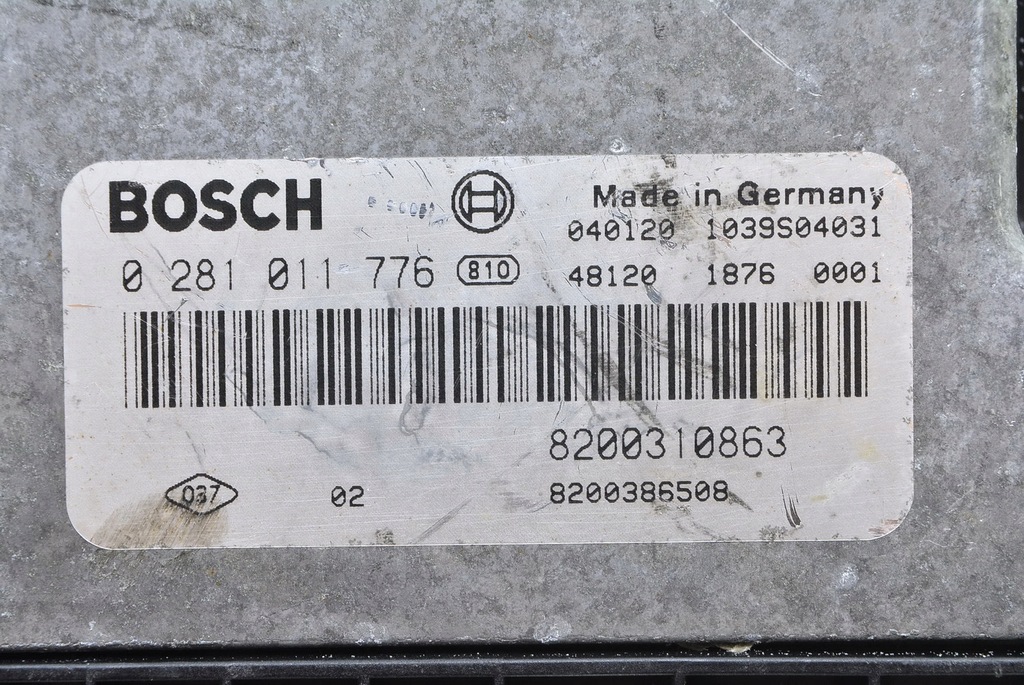 BOSCH
Made in Germany
040120 1039S04031
0 281 011 776 810
48120 1876 0001
8200310863
037 02 8200386508